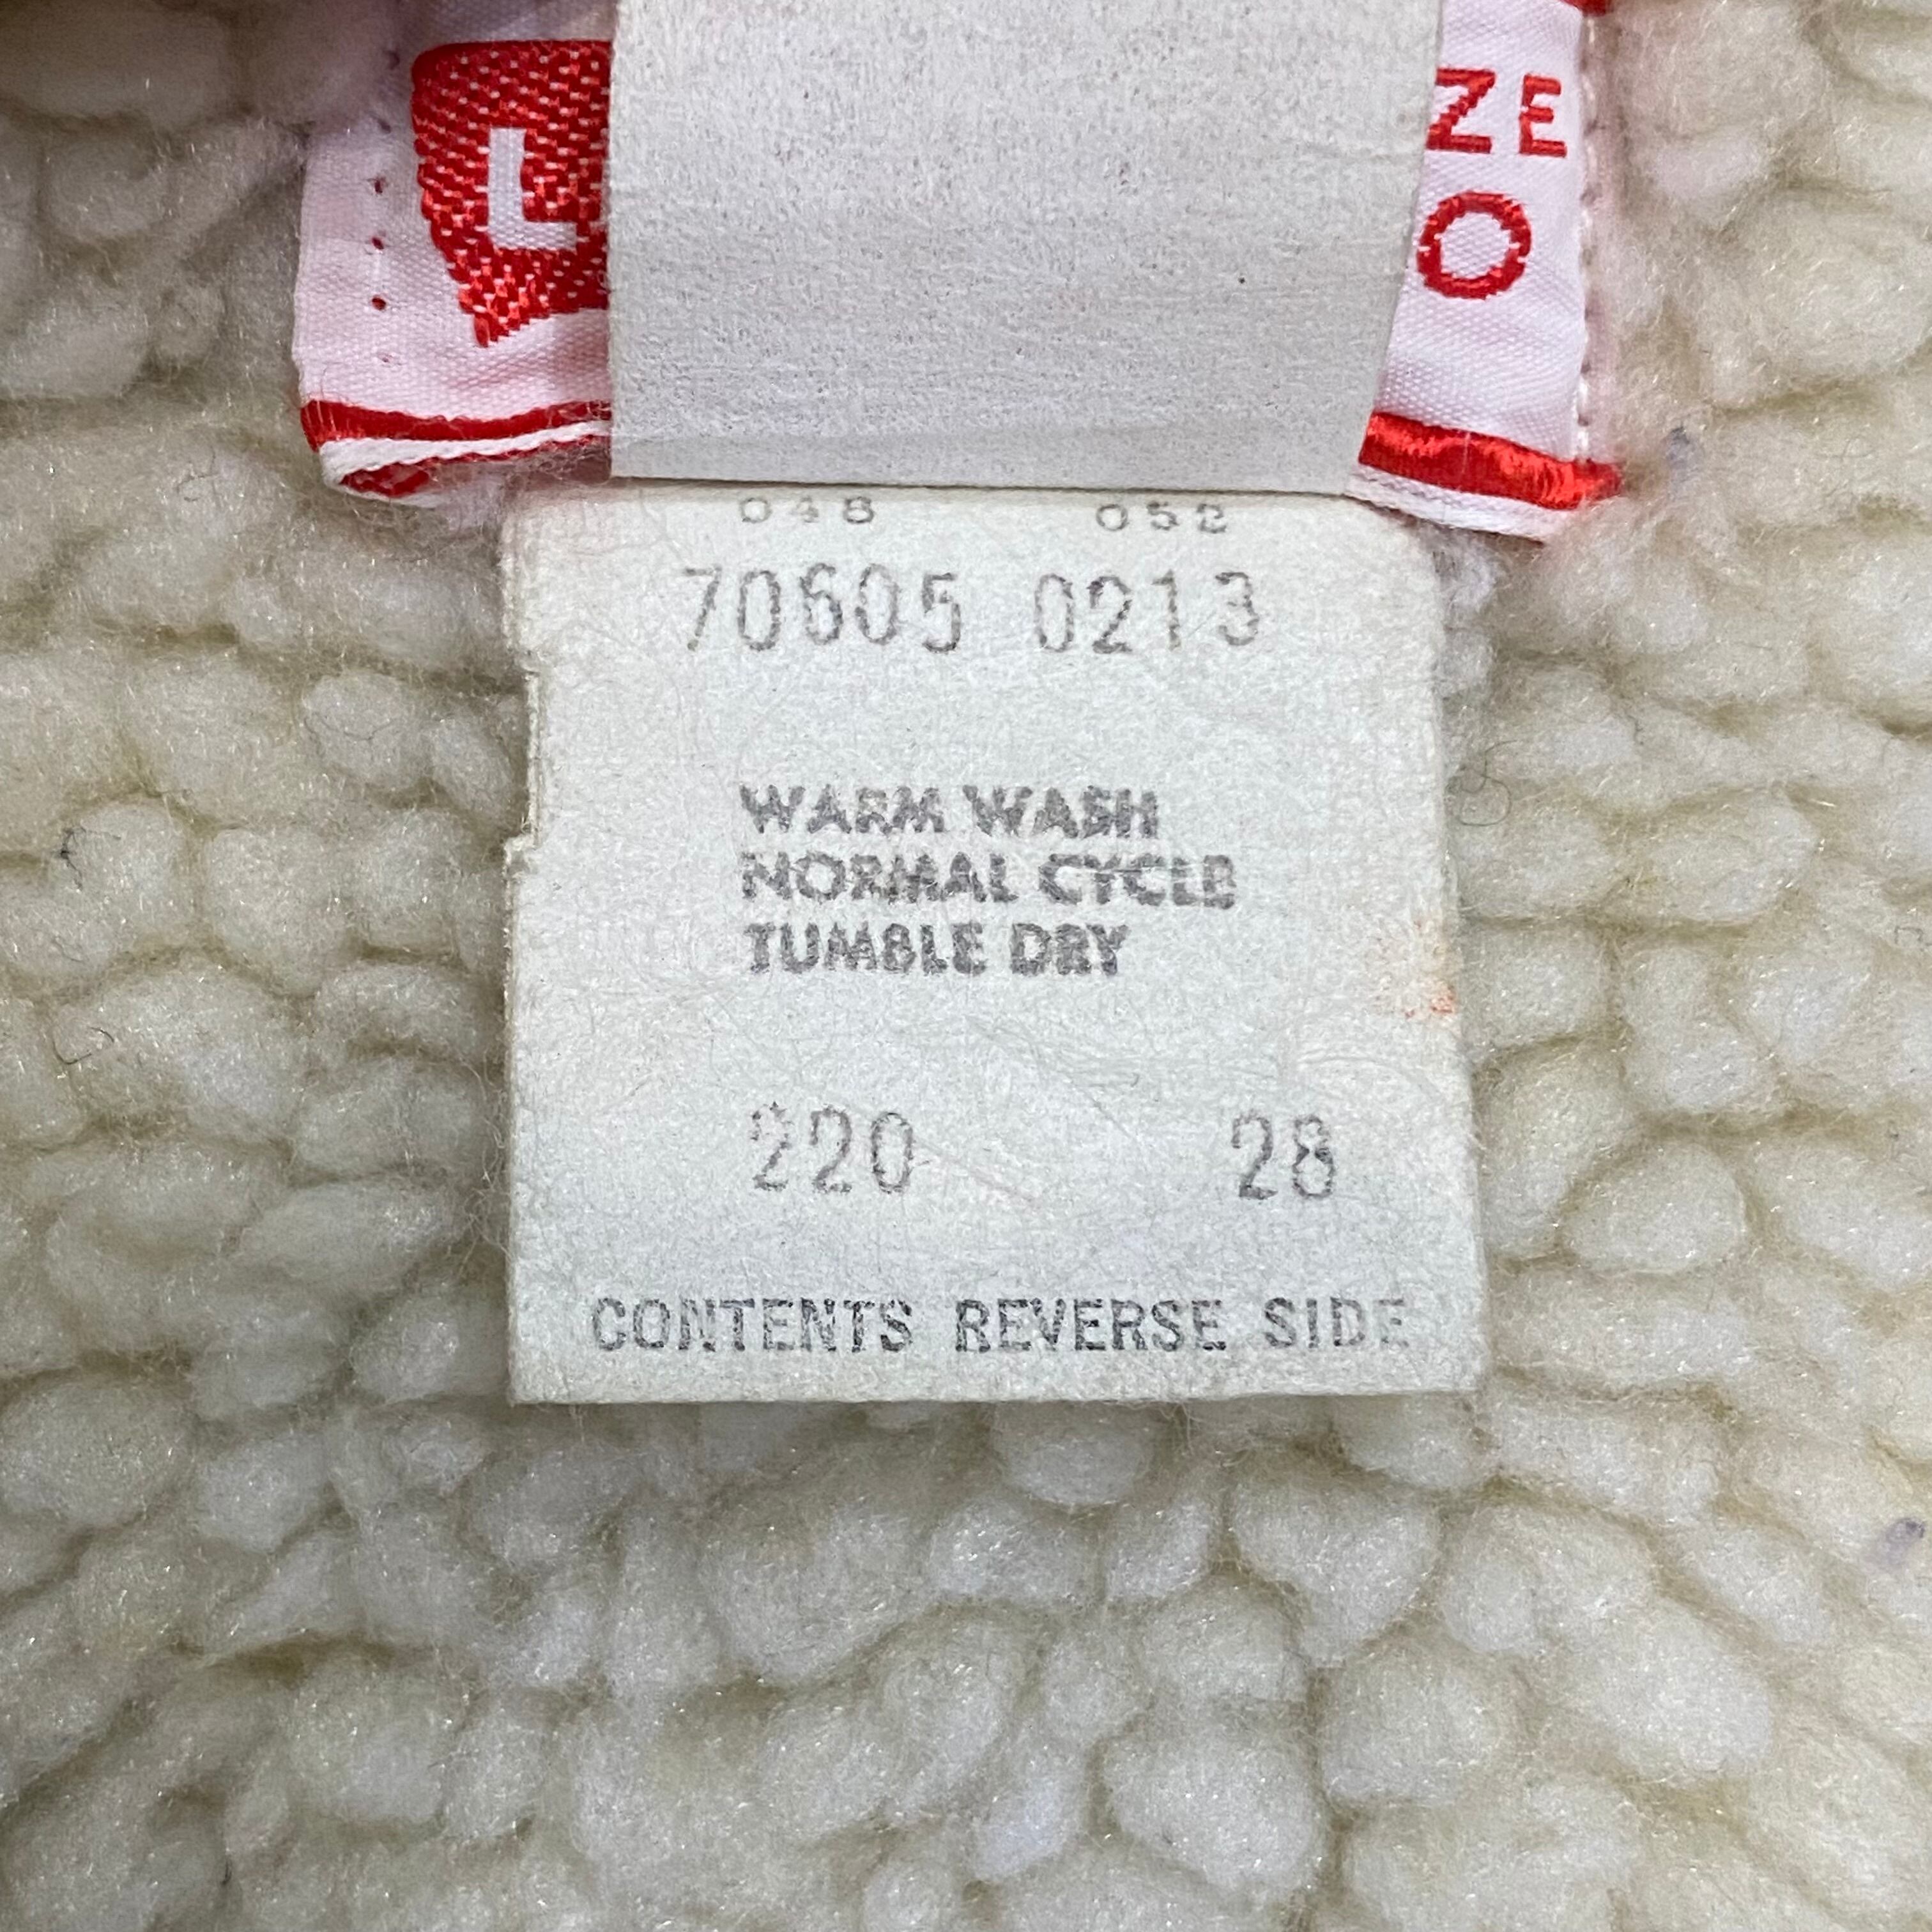 L
ZE
O
048 052
70605 0213
WARM WASH
NORMAL CYCLE
TUMBLE DRY
220 28
CONTENTS REVERSE SIDE